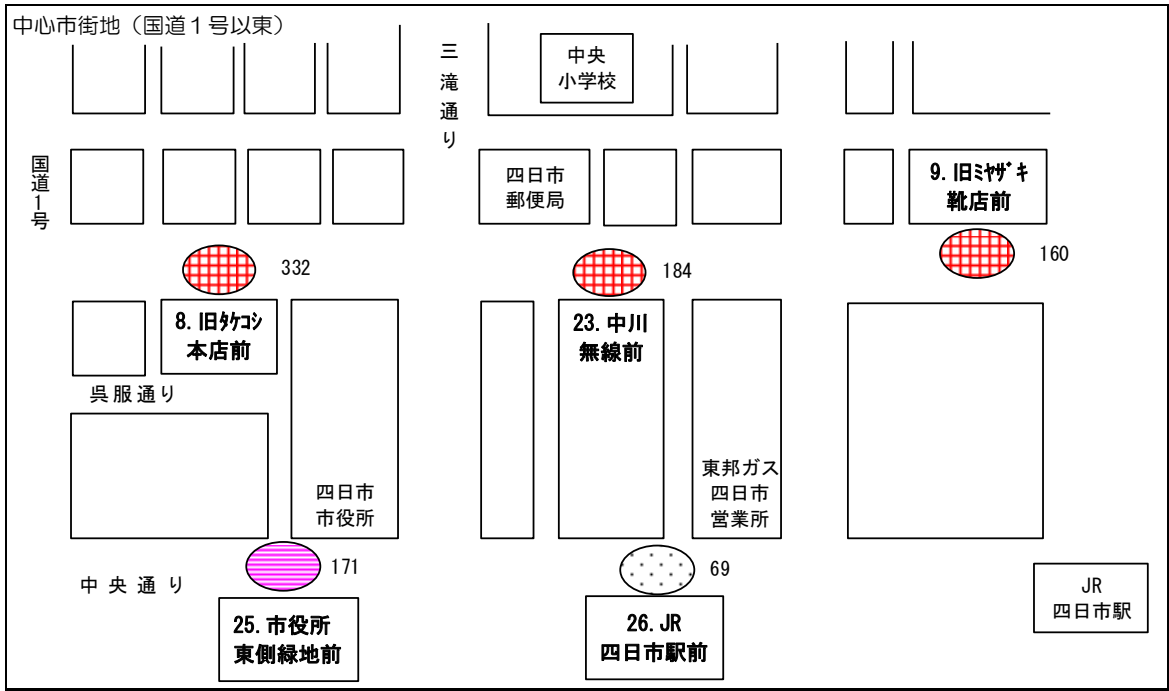 中心市街地（国道１号以東）
三滝通り
中央
小学校
国道1号
四日市
郵便局
9. 旧ﾐﾔｻﾞｷ
靴店前
332
184
160
8. 旧ﾀｹｺｼ
本店前
23. 中川
無線前
呉服通り
四日市
市役所
東邦ガス
四日市
営業所
中央通り
171
69
25. 市役所
東側緑地前
26. JR
四日市駅前
JR
四日市駅